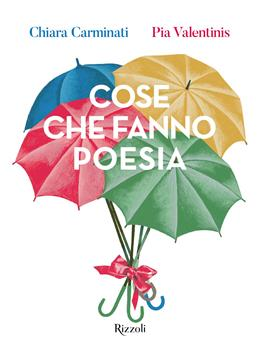 Chiara Carminati Pia Valentinis
COSE
CHE FANNO
POESIA
Rizzoli